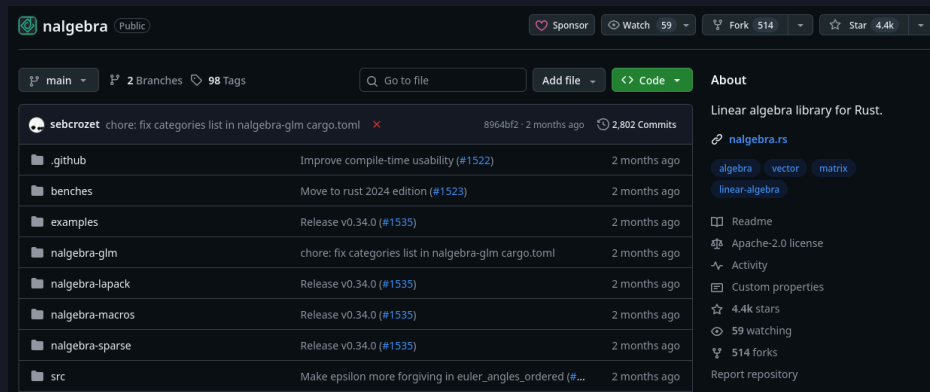 nalgebra Public Sponsor Watch 59 Fork 514 Star 4.4k
main 2 Branches 98 Tags Go to file Add file Code
sebcrozet chore: fix categories list in nalgebra-glm cargo.toml 8964bf2 · 2 months ago 2,802 Commits
.github Improve compile-time usability (#1522) 2 months ago
benches Move to rust 2024 edition (#1523) 2 months ago
examples Release v0.34.0 (#1535) 2 months ago
nalgebra-glm chore: fix categories list in nalgebra-glm cargo.toml 2 months ago
nalgebra-lapack Release v0.34.0 (#1535) 2 months ago
nalgebra-macros Release v0.34.0 (#1535) 2 months ago
nalgebra-sparse Release v0.34.0 (#1535) 2 months ago
src Make epsilon more forgiving in euler_angles_ordered (#... 2 months ago
About
Linear algebra library for Rust.
nalgebra.rs
algebra vector matrix
linear-algebra
Readme
Apache-2.0 license
Activity
Custom properties
4.4k stars
59 watching
514 forks
Report repository